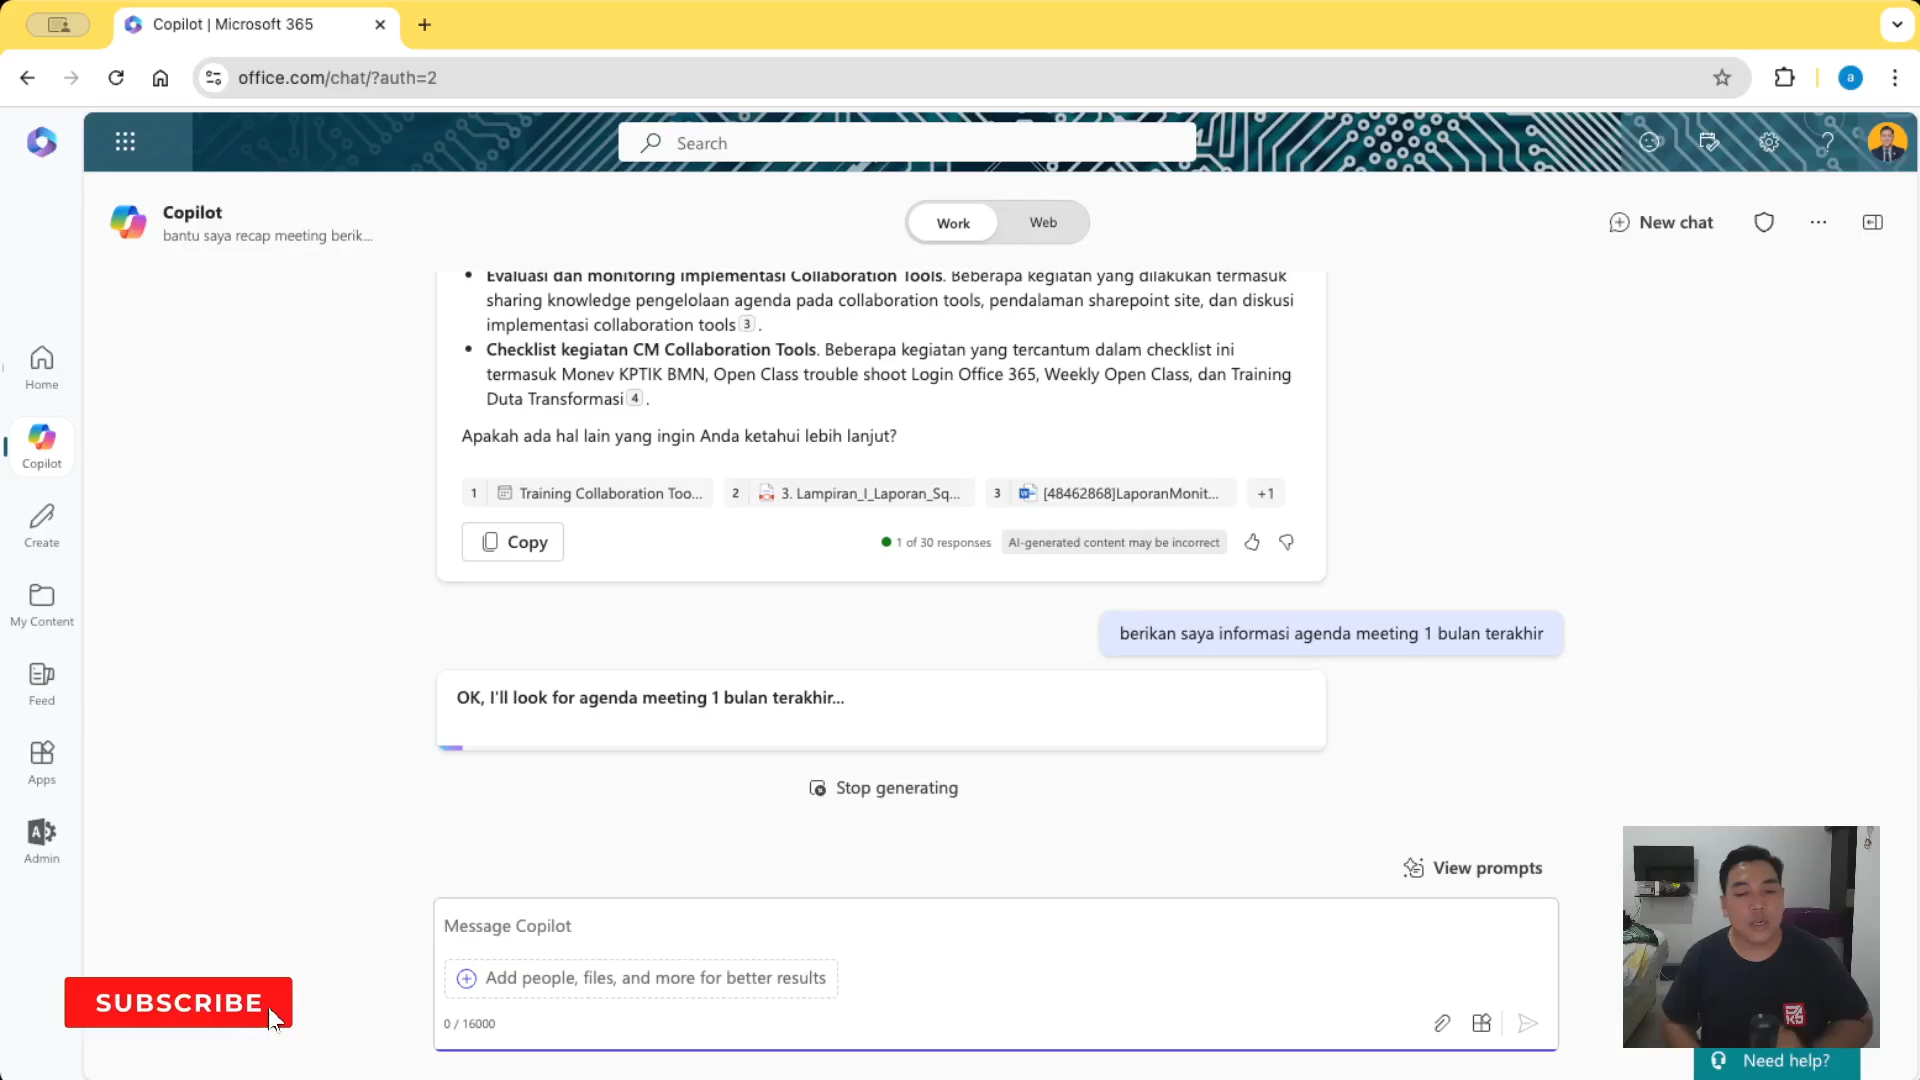 Copilot | Microsoft 365
office.com/chat/?auth=2
a
Search
Copilot
bantu saya recap meeting berik...
Work
Web
New chat
Evaluasi dan monitoring implementasi Collaboration Tools. Beberapa kegiatan yang dilakukan termasuk
sharing knowledge pengelolaan agenda pada collaboration tools, pendalaman sharepoint site, dan diskusi
implementasi collaboration tools 3 .
Checklist kegiatan CM Collaboration Tools. Beberapa kegiatan yang tercantum dalam checklist ini
termasuk Monev KPTIK BMN, Open Class trouble shoot Login Office 365, Weekly Open Class, dan Training
Duta Transformasi 4 .
Apakah ada hal lain yang ingin Anda ketahui lebih lanjut?
1 Training Collaboration Too...
2 3. Lampiran_I_Laporan_Sq...
3 [48462868]LaporanMonit...
+1
Copy
1 of 30 responses
AI-generated content may be incorrect
berikan saya informasi agenda meeting 1 bulan terakhir
OK, I'll look for agenda meeting 1 bulan terakhir...
Stop generating
View prompts
Message Copilot
Add people, files, and more for better results
0 / 16000
Home
Copilot
Create
My Content
Feed
Apps
Admin
SUBSCRIBE
Need help?